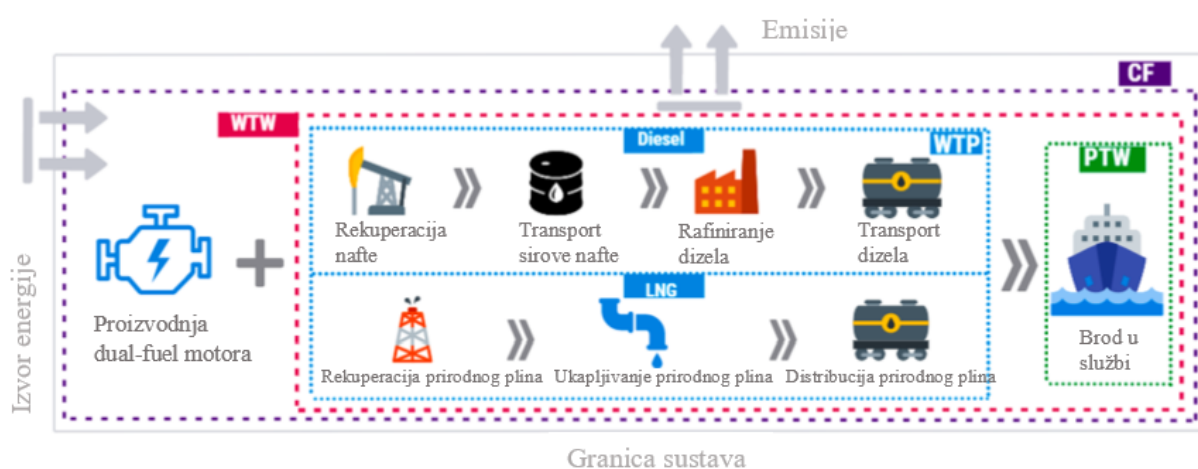 Emisije
CF
WTW
Diesel
WTP
PTW
Rekuperacija
nafte
Transport
sirove nafte
Rafiniranje
dizela
Transport
dizela
Izvor energije
Proizvodnja
dual-fuel motora
LNG
Rekuperacija prirodnog plina
Ukapljivanje prirodnog plina
Distribucija prirodnog plina
Brod u
službi
Granica sustava